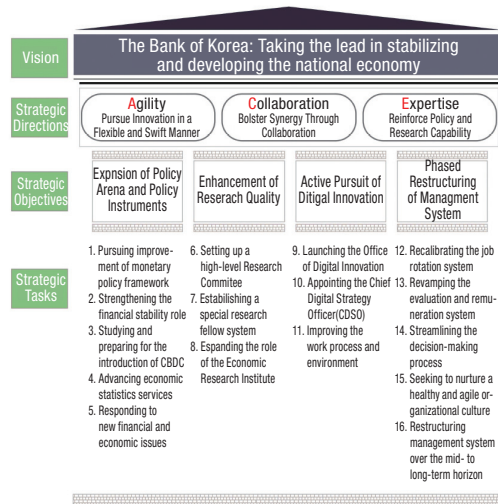 Vision
The Bank of Korea: Taking the lead in stabilizing
and developing the national economy
Strategic
Directions
Agility
Pursue Innovation in a
Flexible and Swift Manner
Collaboration
Bolster Synergy Through
Collaboration
Expertise
Reinforce Policy and
Research Capability
Strategic
Objectives
Expnsion of Policy
Arena and Policy
Instruments
Enhancement of
Reserach Quality
Active Pursuit of
Ditigal Innovation
Phased
Restructuring
of Managment
System
Strategic
Tasks
1. Pursuing improve-
ment of monetary
policy framework
2. Strengthening the
financial stability role
3. Studying and
preparing for the
introduction of CBDC
4. Advancing economic
statistics services
5. Responding to
new financial and
economic issues
6. Setting up a
high-level Research
Commitee
7. Establishing a
special research
fellow system
8. Espanding the role
of the Economic
Research Institute
9. Launching the Office
of Digital Innovation
10. Appointing the Chief
Digital Strategy
Officer(CDSO)
11. Improving the
work process and
environment
12. Recalibrating the job
rotation system
13. Revamping the
evaluation and remu-
neration system
14. Streamlining the
decision-making
process
15. Seeking to nurture a
healthy and agile or-
ganizational culture
16. Restructuring
management system
over the mid- to
long-term horizon